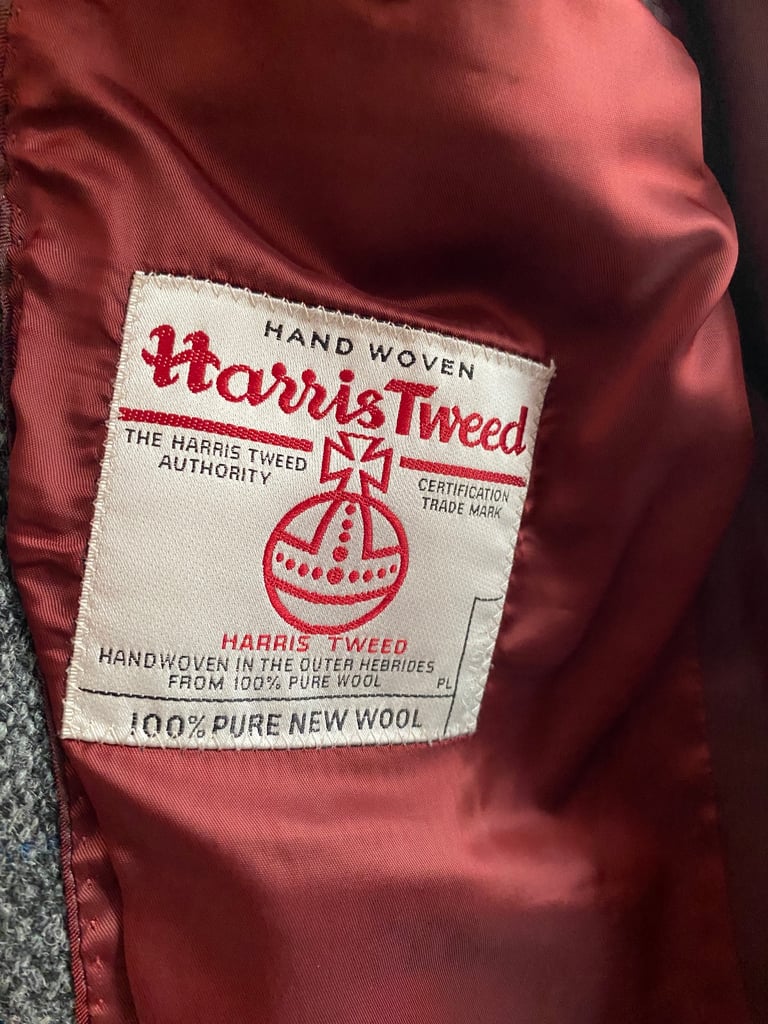 HAND WOVEN
Harris Tweed
THE HARRIS TWEED
AUTHORITY
CERTIFICATION
TRADE MARK
HARRIS TWEED
HANDWOVEN IN THE OUTER HEBRIDES
FROM 100% PURE WOOL
PL
100% PURE NEW WOOL